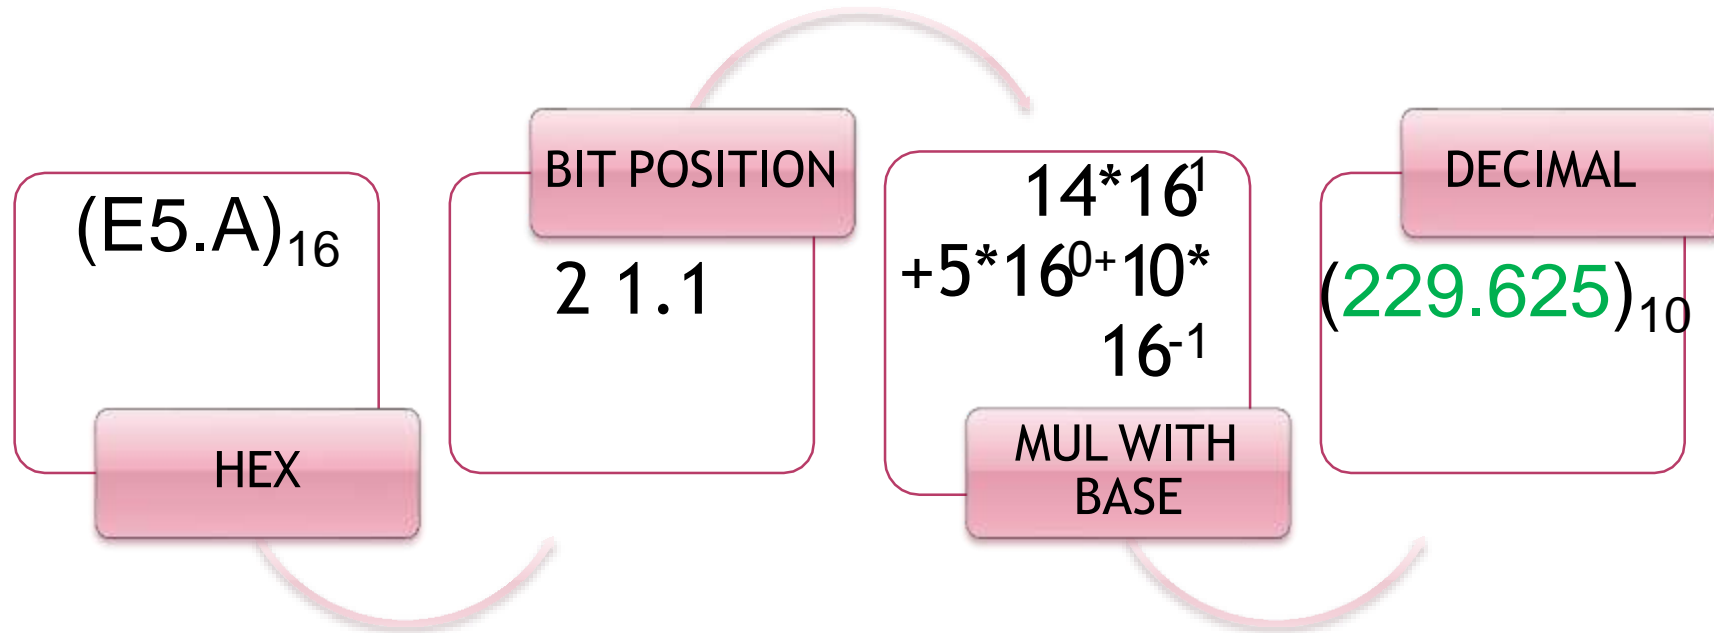 (E5.A)₁₆
HEX
BIT POSITION
2 1.1
14*16¹
+5*16⁰⁺10*
16⁻¹
MUL WITH
BASE
DECIMAL
(229.625)₁₀